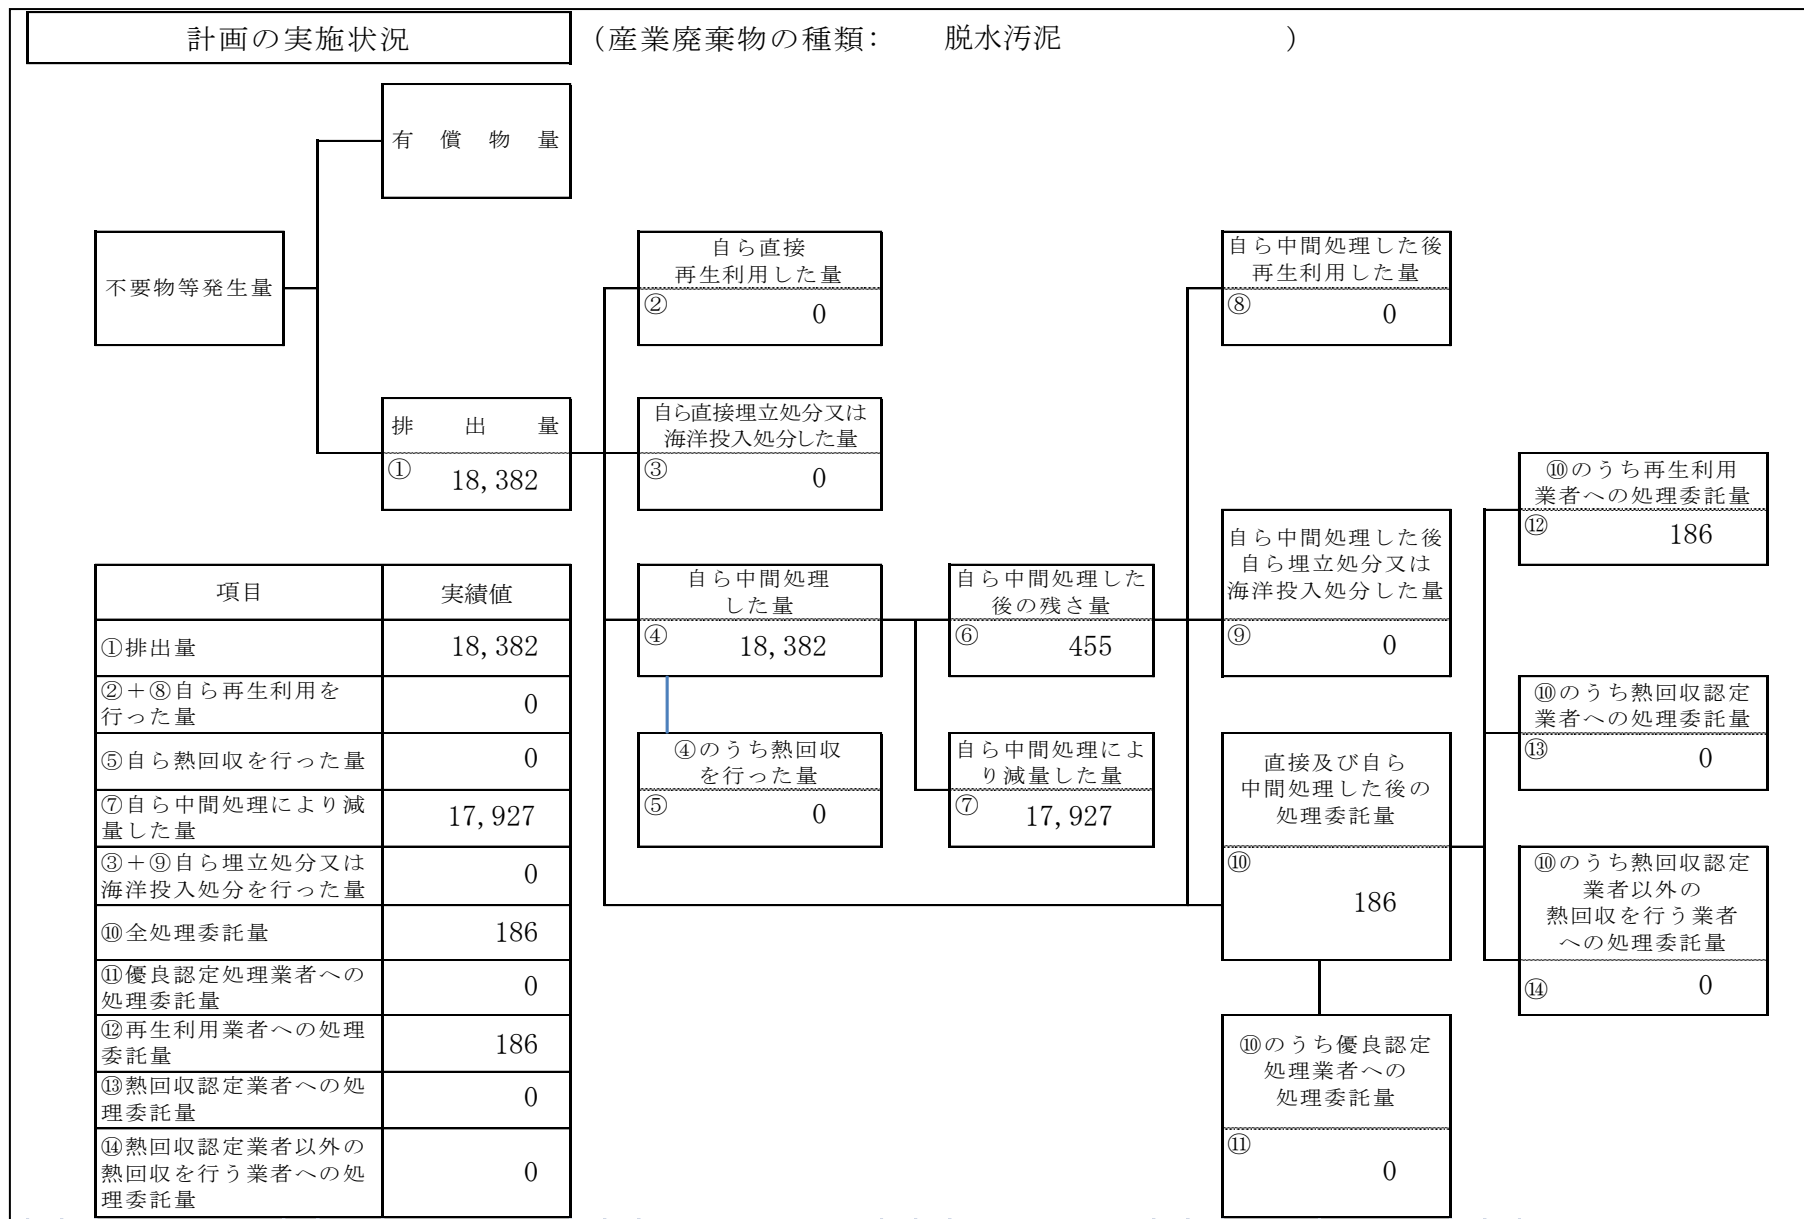 計画の実施状況 (産業廃棄物の種類： 脱水汚泥 )
有償物量
不要物等発生量
排出量
① 18,382
自ら直接
再生利用した量
② 0
自ら直接埋立処分又は
海洋投入処分した量
③ 0
自ら中間処理
した量
④ 18,382
④のうち熱回収
を行った量
⑤ 0
自ら中間処理した
後の残さ量
⑥ 455
自ら中間処理によ
り減量した量
⑦ 17,927
自ら中間処理した後
再生利用した量
⑧ 0
自ら中間処理した後
自ら埋立処分又は
海洋投入処分した量
⑨ 0
直接及び自ら
中間処理した後の
処理委託量
⑩
186
⑩のうち優良認定
処理業者への
処理委託量
⑪
0
⑩のうち再生利用
業者への処理委託量
⑫ 186
⑩のうち熱回収認定
業者への処理委託量
⑬ 0
⑩のうち熱回収認定
業者以外の
熱回収を行う業者
への処理委託量
⑭ 0
項目 実績値
①排出量 18,382
②＋⑧自ら再生利用を
行った量 0
⑤自ら熱回収を行った量 0
⑦自ら中間処理により減
量した量 17,927
③＋⑨自ら埋立処分又は
海洋投入処分を行った量 0
⑩全処理委託量 186
⑪優良認定処理業者への
処理委託量 0
⑫再生利用業者への処理
委託量 186
⑬熱回収認定業者への処
理委託量 0
⑭熱回収認定業者以外の
熱回収を行う業者への処
理委託量 0